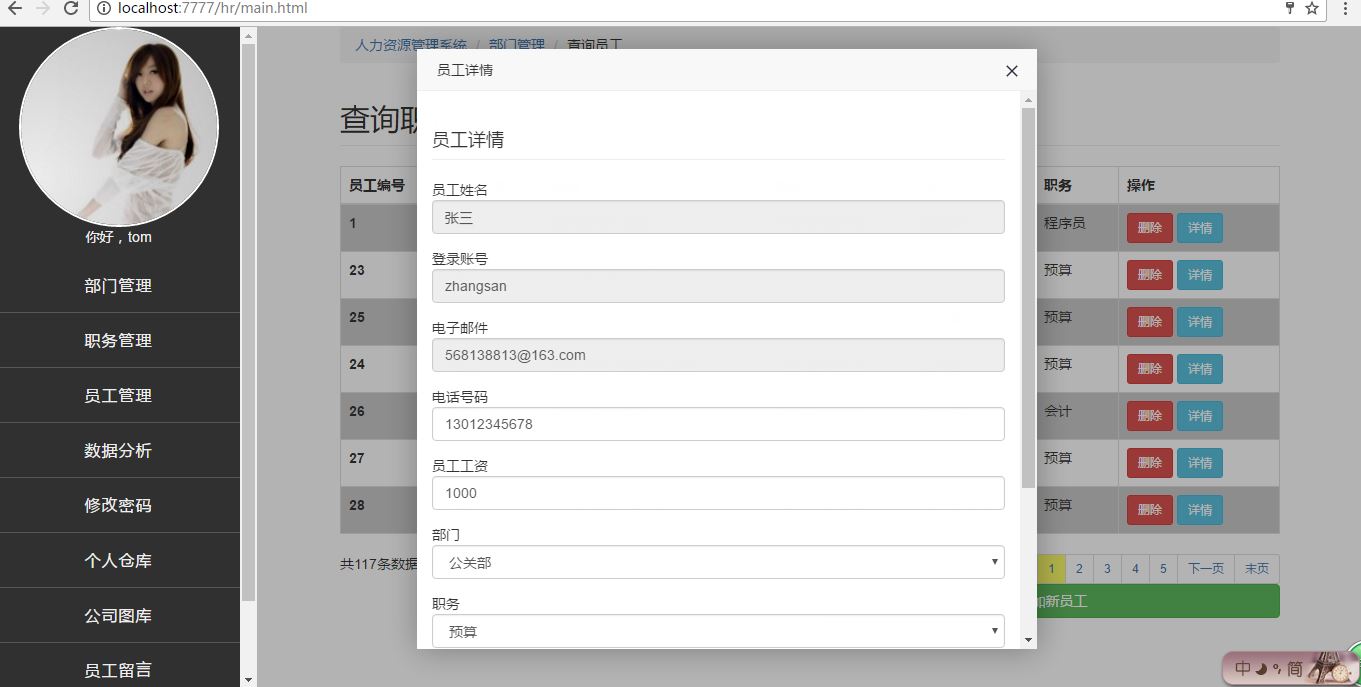 localhost:7777/hr/main.html
你好，tom
部门管理
职务管理
员工管理
数据分析
修改密码
个人仓库
公司图库
员工留言
人力资源管理系统 / 部门管理 / 查询员工
查询职
员工编号 职务 操作
1 程序员 删除 详情
23 预算 删除 详情
25 预算 删除 详情
24 预算 删除 详情
26 会计 删除 详情
27 预算 删除 详情
28 预算 删除 详情
共117条数据
1 2 3 4 5 下一页 末页
加新员工
员工详情
员工详情
员工姓名
张三
登录账号
zhangsan
电子邮件
568138813@163.com
电话号码
13012345678
员工工资
1000
部门
公关部
职务
预算
中 简